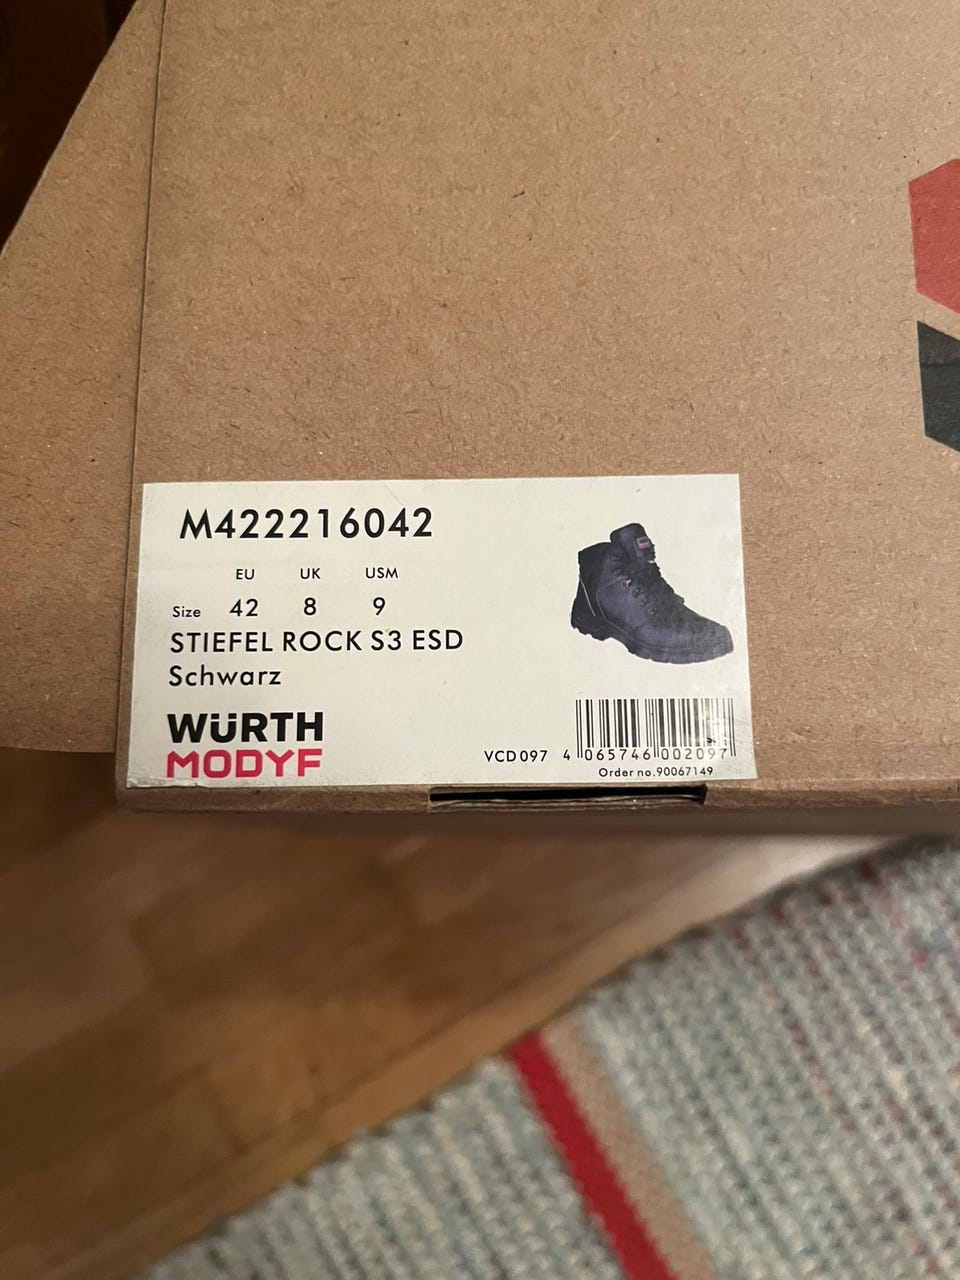 M422216042
EU UK USM
Size 42 8 9
STIEFEL ROCK S3 ESD
Schwarz
WÜRTH
MODYF
VCD097 4 065746 002097
Order no.90067149